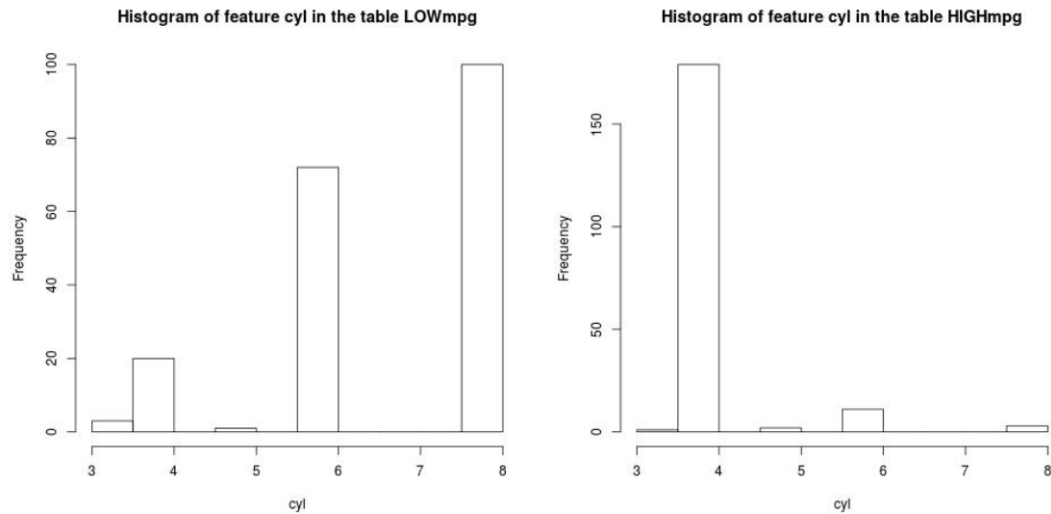 Histogram of feature cyl in the table LOWmpg
Frequency
0 20 40 60 80 100
3 4 5 6 7 8
cyl
Histogram of feature cyl in the table HIGHmpg
Frequency
0 50 100 150
3 4 5 6 7 8
cyl